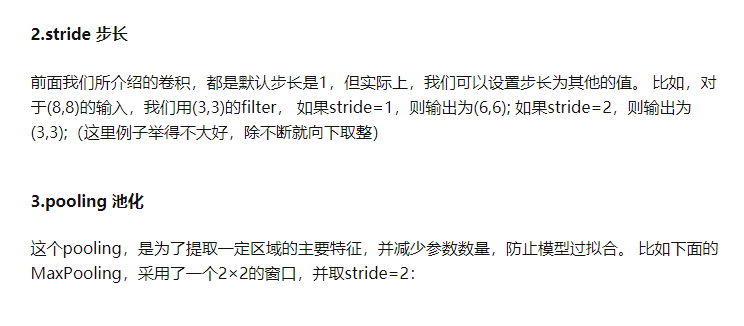 2.stride 步长
前面我们所介绍的卷积，都是默认步长是1，但实际上，我们可以设置步长为其他的值。 比如，对
于(8,8)的输入，我们用(3,3)的filter， 如果stride=1，则输出为(6,6); 如果stride=2，则输出为
(3,3);（这里例子举得不大好，除不断就向下取整）
3.pooling 池化
这个pooling，是为了提取一定区域的主要特征，并减少参数数量，防止模型过拟合。 比如下面的
MaxPooling，采用了一个2×2的窗口，并取stride=2：